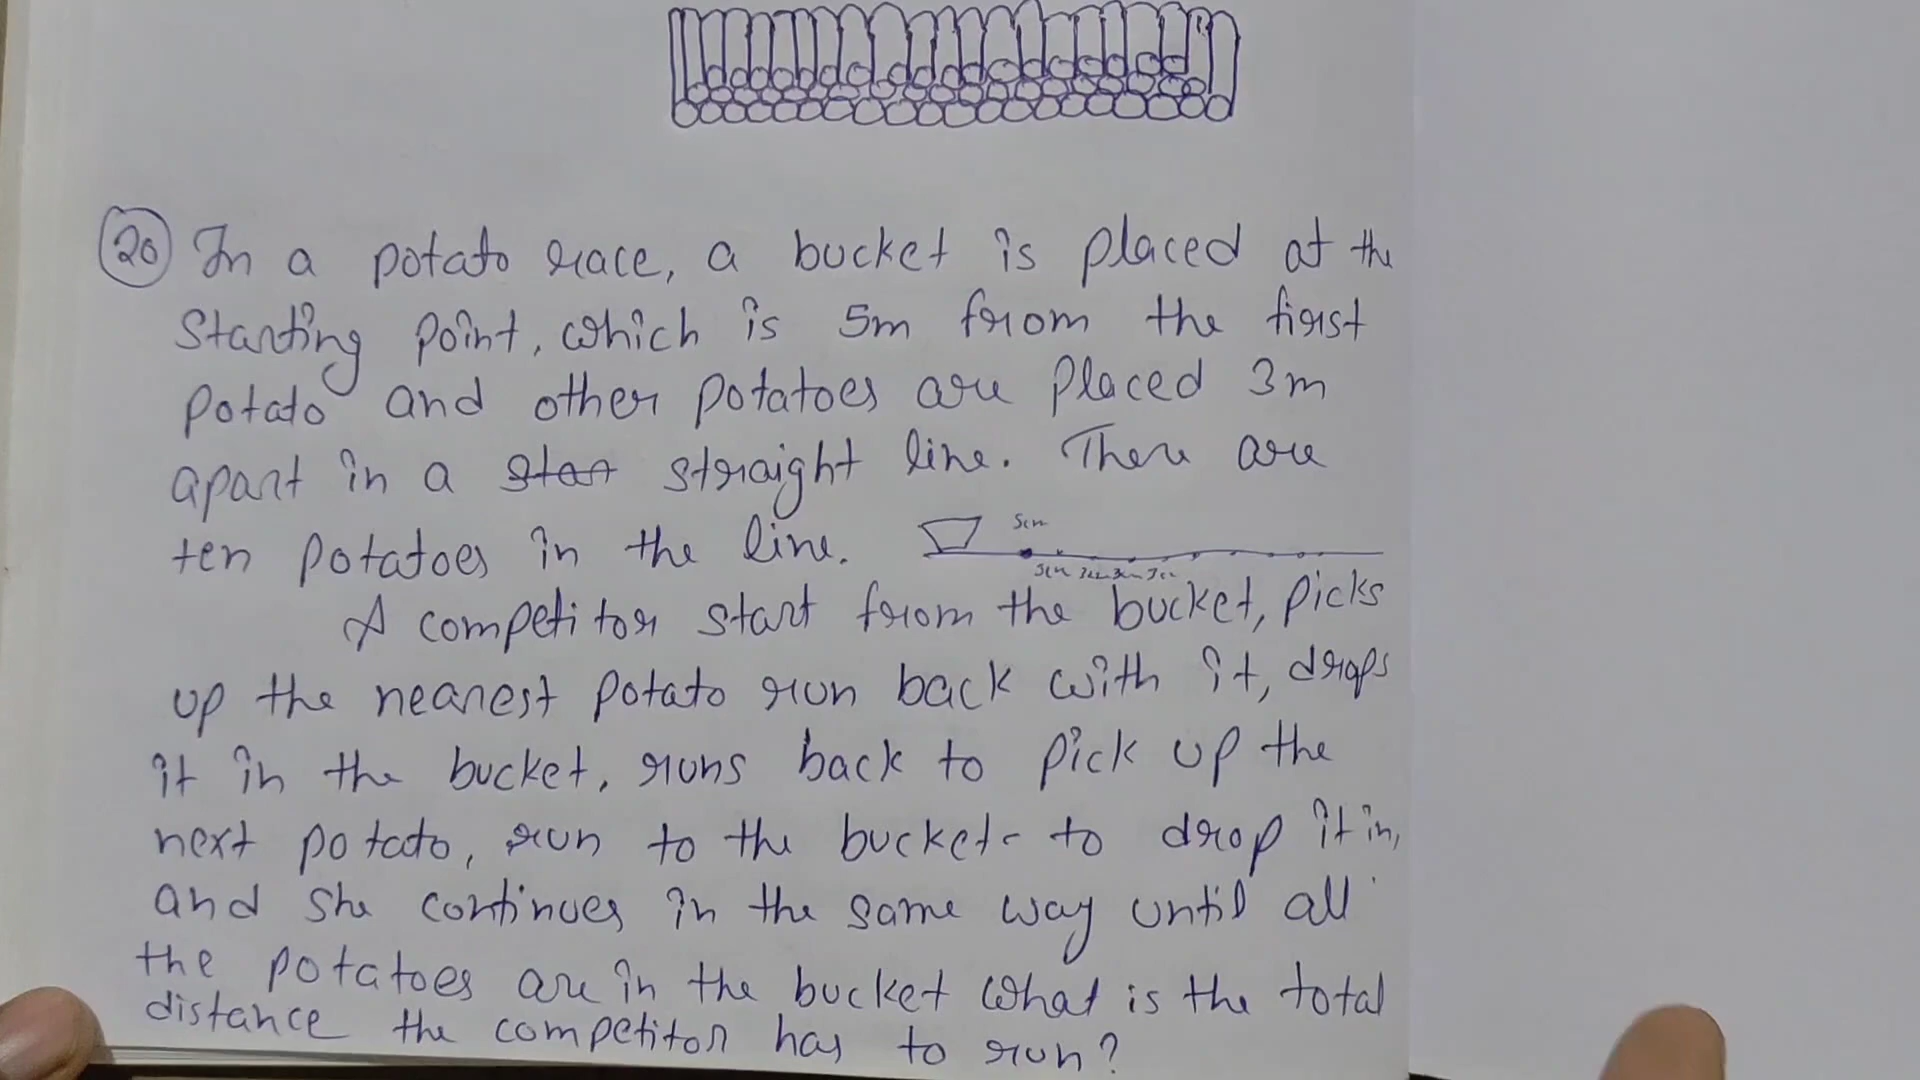 20 In a potato race, a bucket is placed at the
Starting point, which is 5m from the first
potato and other potatoes are placed 3m
apart in a start straight line. There are
ten potatoes in the line.
5cm
A competitor start from the bucket, picks
up the nearest potato run back with it, drops
it in the bucket, runs back to pick up the
next potato, run to the bucket to drop it in,
and she continues in the same way until all
the potatoes are in the bucket what is the total
distance the competitor has to run?